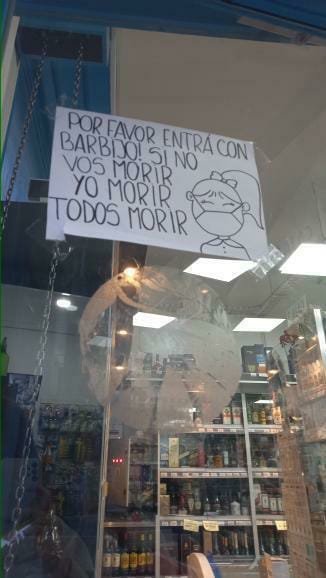 POR FAVOR ENTRÁ CON
BARBIJO! SI NO
VOS MORIR
YO MORIR
TODOS MORIR